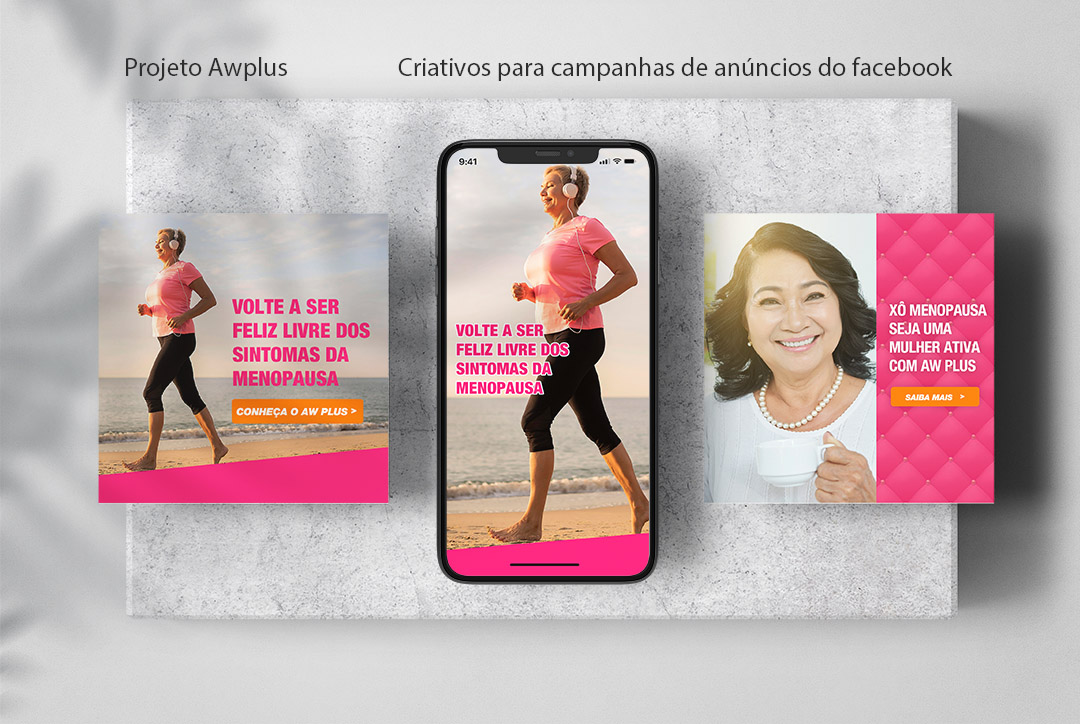 Projeto Awplus
Criativos para campanhas de anúncios do facebook
VOLTE A SER
FELIZ LIVRE DOS
SINTOMAS DA
MENOPAUSA
CONHEÇA O AW PLUS >
9:41
VOLTE A SER
FELIZ LIVRE DOS
SINTOMAS DA
MENOPAUSA
XÔ MENOPAUSA
SEJA UMA
MULHER ATIVA
COM AW PLUS
SAIBA MAIS >